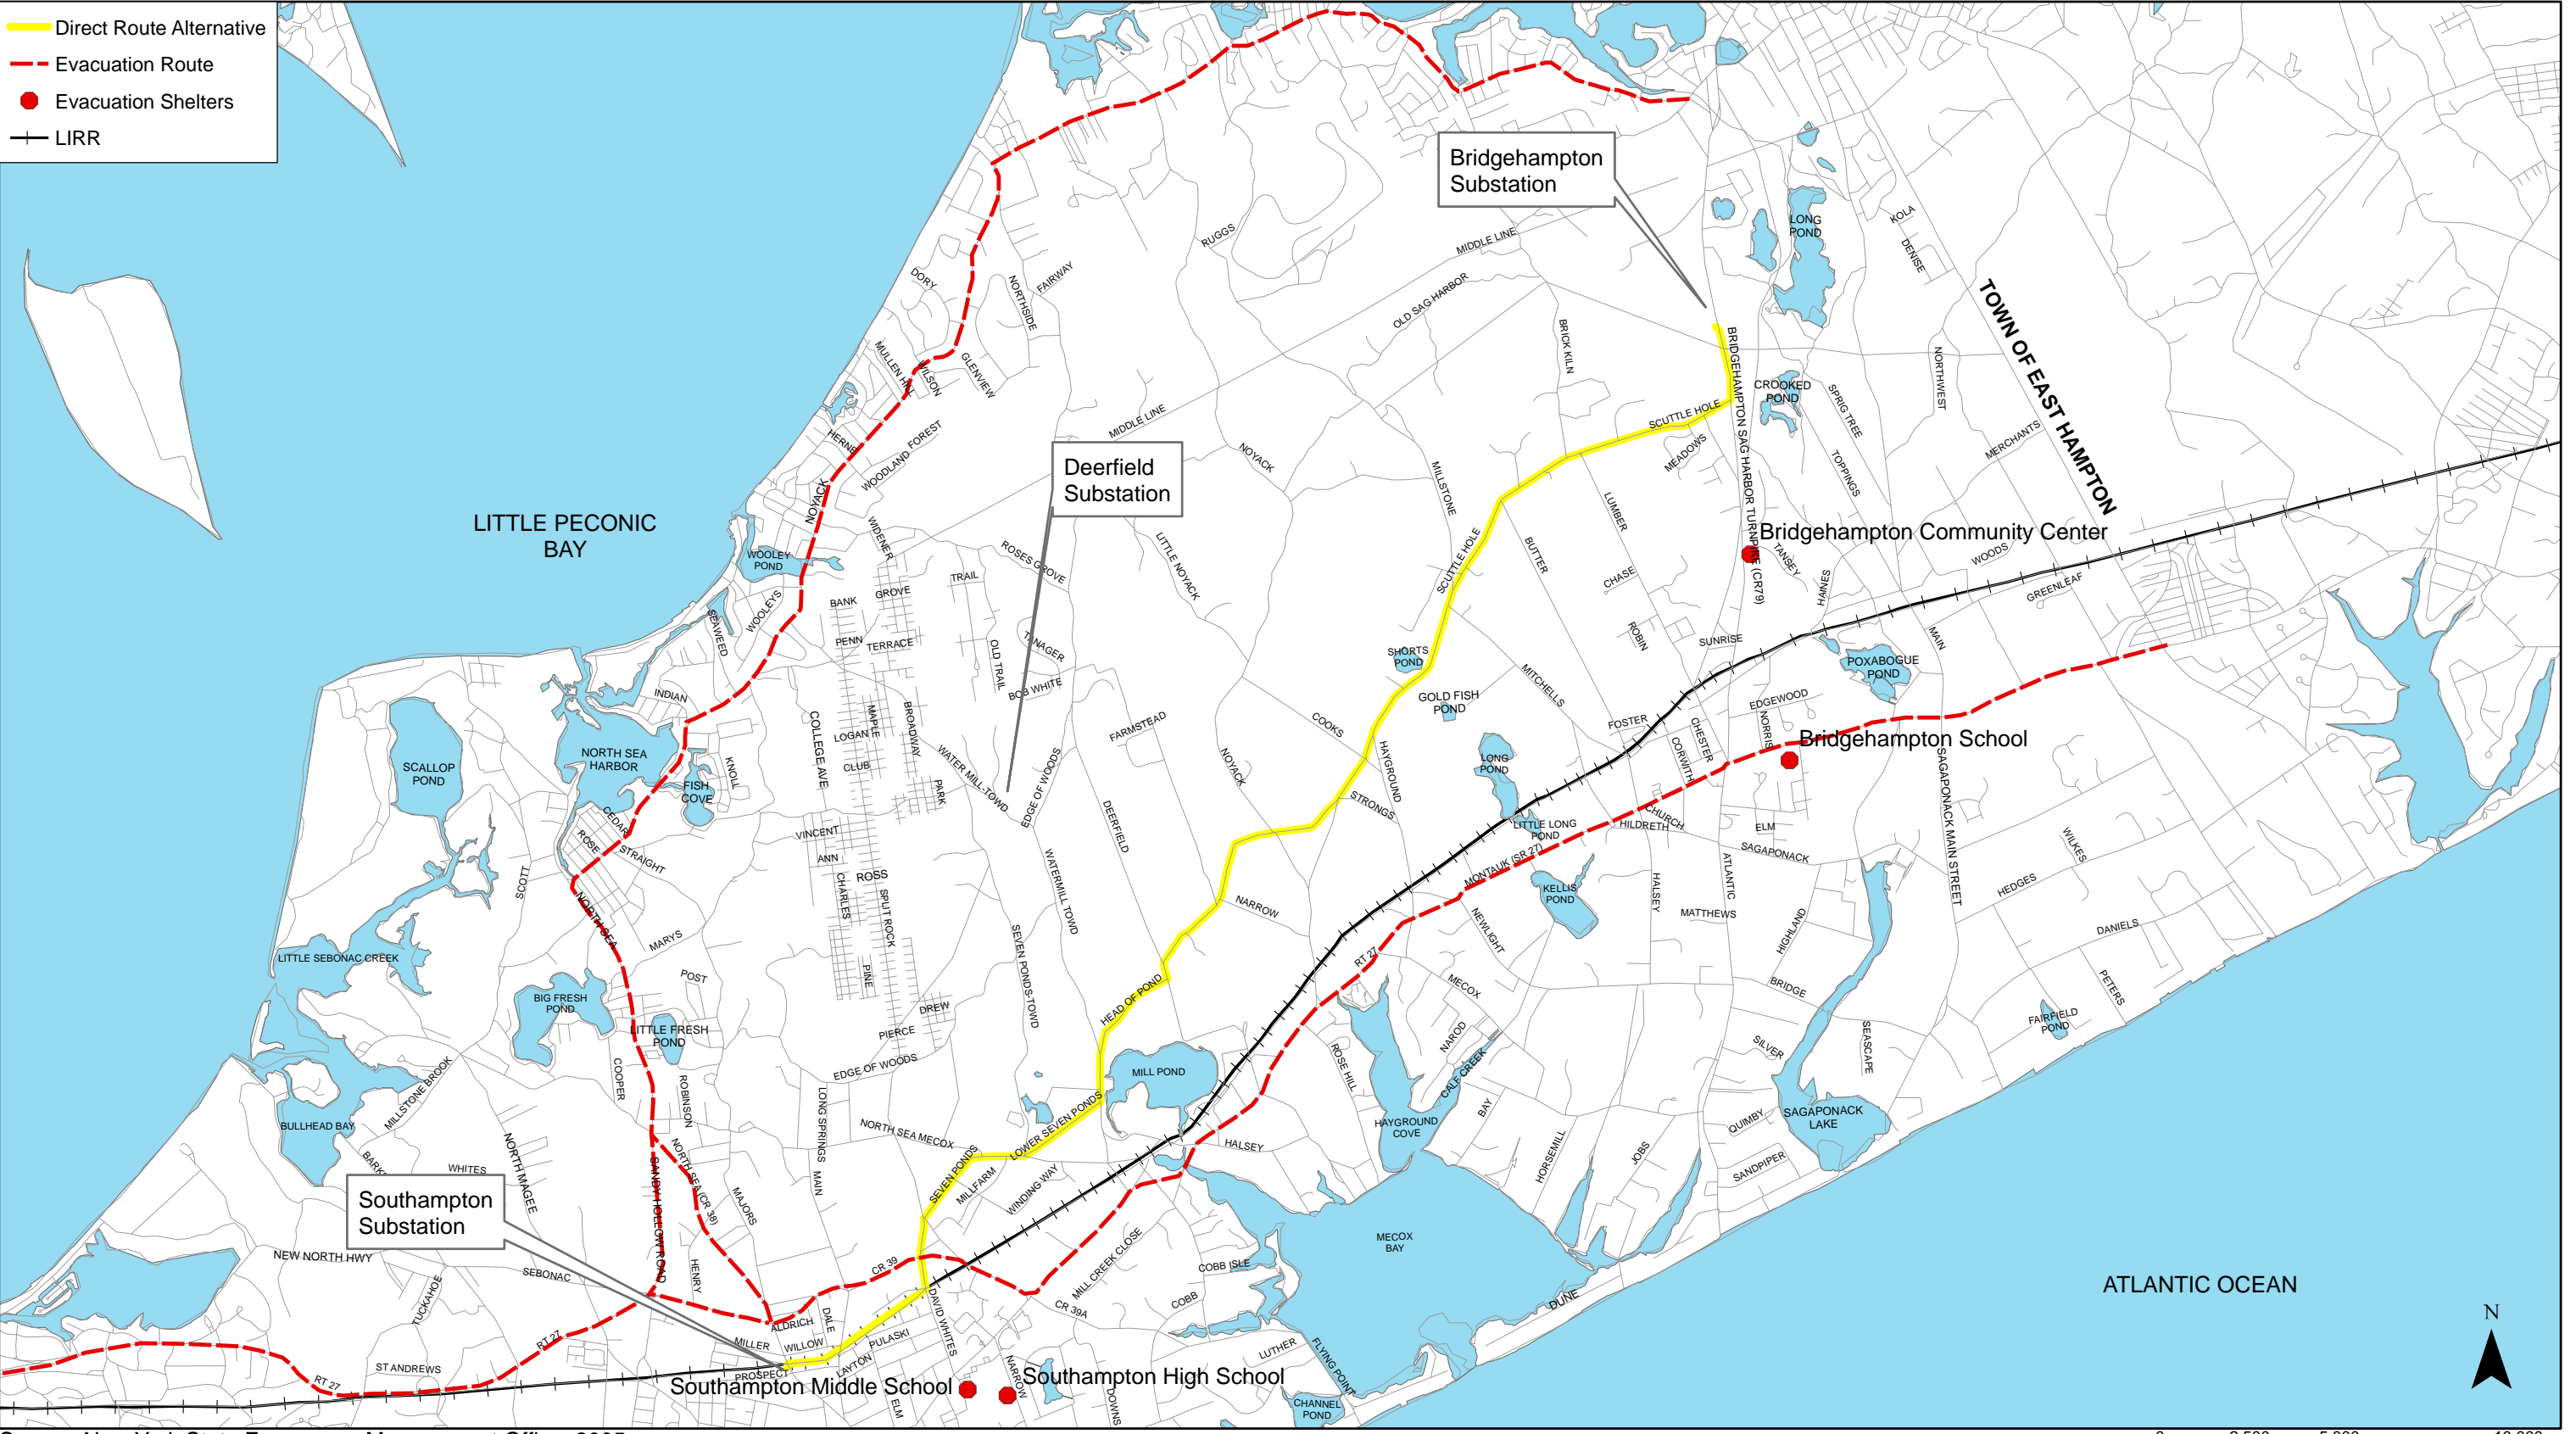 Direct Route Alternative
Evacuation Route
Evacuation Shelters
LIRR
Bridgehampton
Substation
LONG
POND
KOLA
DENISE
RUGGS
MIDDLE LINE
OLD SAG HARBOR
FAIRWAY
NORTHSIDE
DORY
TOWN OF EAST HAMPTON
BRICK KILN
BRIDGEHAMPTON SAG HARBOR TURNPIKE (CR79)
NORTHWEST
MULLEN HILL
WILSON
GLENVIEW
CROOKED
POND
SPRIG TREE
SCUTTLE HOLE
MEADOWS
MERCHANTS
MIDDLE LINE
HERNE
WOODLAND
FOREST
TOPPINGS
NOYACK
Deerfield
Substation
MILLSTONE
LUMBER
NOYACK
LITTLE PECONIC
BAY
WIDENER
Bridgehampton Community Center
WOOLEY
POND
ROSES GROVE
LITTLE NOYACK
SCUTTLE HOLE
BUTTER
TANSEY
WOODS
TRAIL
CHASE
HAINES
GREENLEAF
BANK
GROVE
WOOLEYS
SEAWEED
PENN
TERRACE
OLD TRAIL
TANAGER
ROBIN
SUNRISE
MAIN
SHORTS
POND
POXABOGUE
POND
BOB WHITE
MITCHELLS
INDIAN
GOLD FISH
POND
EDGEWOOD
NORRIS
COLLEGE AVE
MAPLE
BROADWAY
LOGAN
FARMSTEAD
COOKS
FOSTER
CHESTER
CORWITH
Bridgehampton School
NORTH SEA
HARBOR
SCALLOP
POND
KNOLL
CLUB
WATER MILL-TOWD
EDGE OF WOODS
NOYACK
HAYGROUND
LONG
POND
SAGAPONACK MAIN STREET
FISH
COVE
PARK
STRONGS
CEDAR
ROSE
STRAIGHT
VINCENT
DEERFIELD
LITTLE LONG
POND
HILDRETH
CHURCH
ELM
WILKES
ANN
MONTAUK (SR 27)
SAGAPONACK
SCOTT
CHARLES
ROSS
SPLIT ROCK
WATERMILL TOWD
KELLIS
POND
HALSEY
ATLANTIC
HEDGES
NORTH SEA
NARROW
MATTHEWS
NEWLIGHT
HIGHLAND
DANIELS
MARYS
SEVEN PONDS-TOWD
LITTLE SEBONAC CREEK
RT 27
POST
PINE
HEAD OF POND
MECOX
BRIDGE
PETERS
BIG FRESH
POND
DREW
PIERCE
LITTLE FRESH
POND
FAIRFIELD
POND
NAROD
SEASCAPE
SILVER
COOPER
EDGE OF WOODS
MILL POND
ROSE HILL
CALF CREEK
MILLSTONE BROOK
ROBINSON
LONG SPRINGS
BAY
BULLHEAD BAY
NORTH SEA MECOX
LOWER SEVEN PONDS
HAYGROUND
COVE
QUIMBY
SAGAPONACK
LAKE
HALSEY
NORTH MAGEE
WHITES
NORTH SEA (CR 38)
SANDY HOLLOW ROAD
MAJORS
MAIN
SEVEN PONDS
MILLFARM
WINDING WAY
HORSEMILL
JOBS
SANDPIPER
Southampton
Substation
NEW NORTH HWY
SEBONAC
TUCKAHOE
HENRY
CR 39
MILL CREEK CLOSE
COBB ISLE
MECOX
BAY
ATLANTIC OCEAN
COBB
DUNE
CR 39A
DAVID WHITES
ALDRICH
DALE
MILLER
WILLOW
PULASKI
LAYTON
PROSPECT
RT 27
ST ANDREWS
RT 27
LUTHER
FLYING POINT
NARROW
Southampton Middle School
Southampton High School
ELM
DOWNS
CHANNEL
POND
N